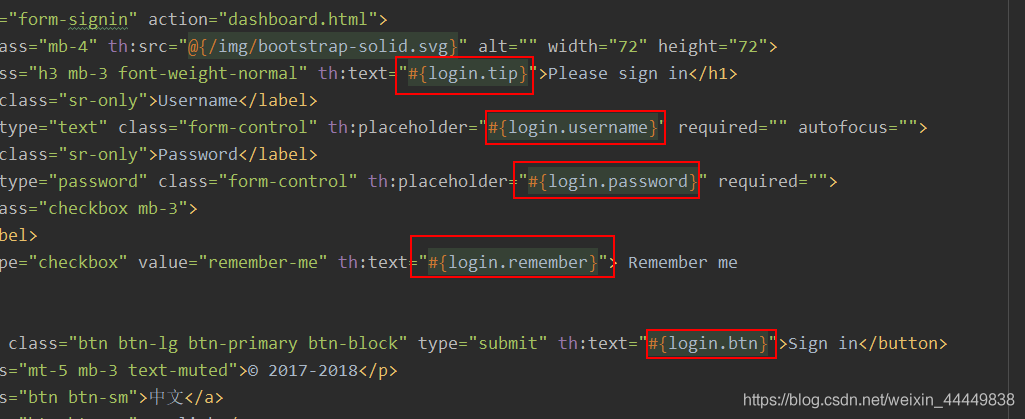 ="form-signin" action="dashboard.html">
ass="mb-4" th:src="@{/img/bootstrap-solid.svg}" alt="" width="72" height="72">
ss="h3 mb-3 font-weight-normal" th:text="#{login.tip}">Please sign in</h1>
class="sr-only">Username</label>
type="text" class="form-control" th:placeholder="#{login.username}" required="" autofocus="">
class="sr-only">Password</label>
type="password" class="form-control" th:placeholder="#{login.password}" required="">
ass="checkbox mb-3">
bel>
pe="checkbox" value="remember-me" th:text="#{login.remember}"> Remember me
class="btn btn-lg btn-primary btn-block" type="submit" th:text="#{login.btn}">Sign in</button>
s="mt-5 mb-3 text-muted">© 2017-2018</p>
s="btn btn-sm">中文</a>
https://blog.csdn.net/weixin_44449838